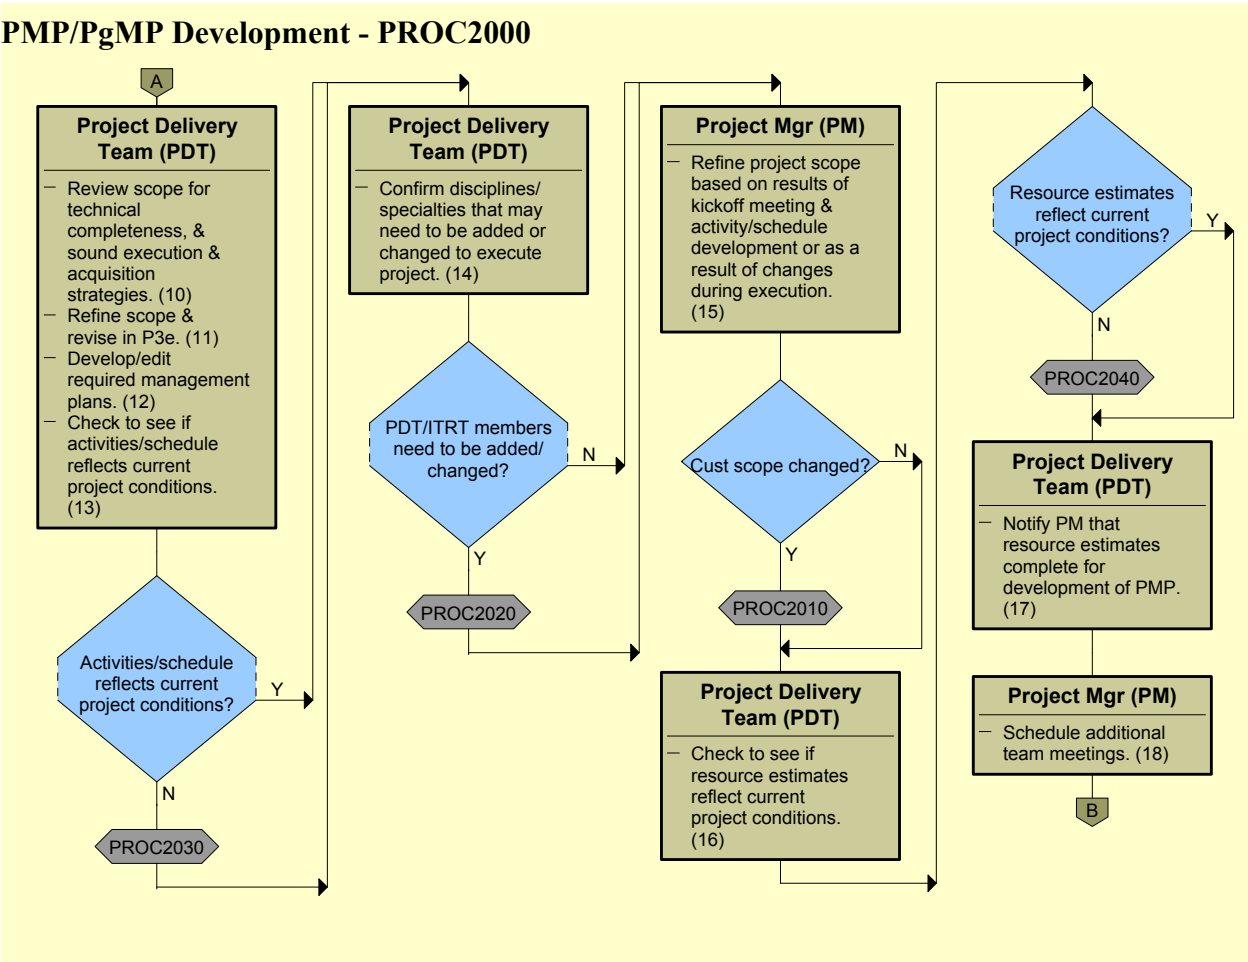 PMP/PgMP Development - PROC2000
A
Project Delivery
Team (PDT)
— Review scope for
technical
completeness, &
sound execution &
acquisition
strategies. (10)
— Refine scope &
revise in P3e. (11)
— Develop/edit
required management
plans. (12)
— Check to see if
activities/schedule
reflects current
project conditions.
(13)
Activities/schedule
reflects current
project conditions?
Y
N
PROC2030
Project Delivery
Team (PDT)
— Confirm disciplines/
specialties that may
need to be added or
changed to execute
project. (14)
PDT/ITRT members
need to be added/
changed?
N
Y
PROC2020
Project Mgr (PM)
— Refine project scope
based on results of
kickoff meeting &
activity/schedule
development or as a
result of changes
during execution.
(15)
Cust scope changed?
N
Y
PROC2010
Project Delivery
Team (PDT)
— Check to see if
resource estimates
reflect current
project conditions.
(16)
Resource estimates
reflect current
project conditions?
Y
N
PROC2040
Project Delivery
Team (PDT)
— Notify PM that
resource estimates
complete for
development of PMP.
(17)
Project Mgr (PM)
— Schedule additional
team meetings. (18)
B